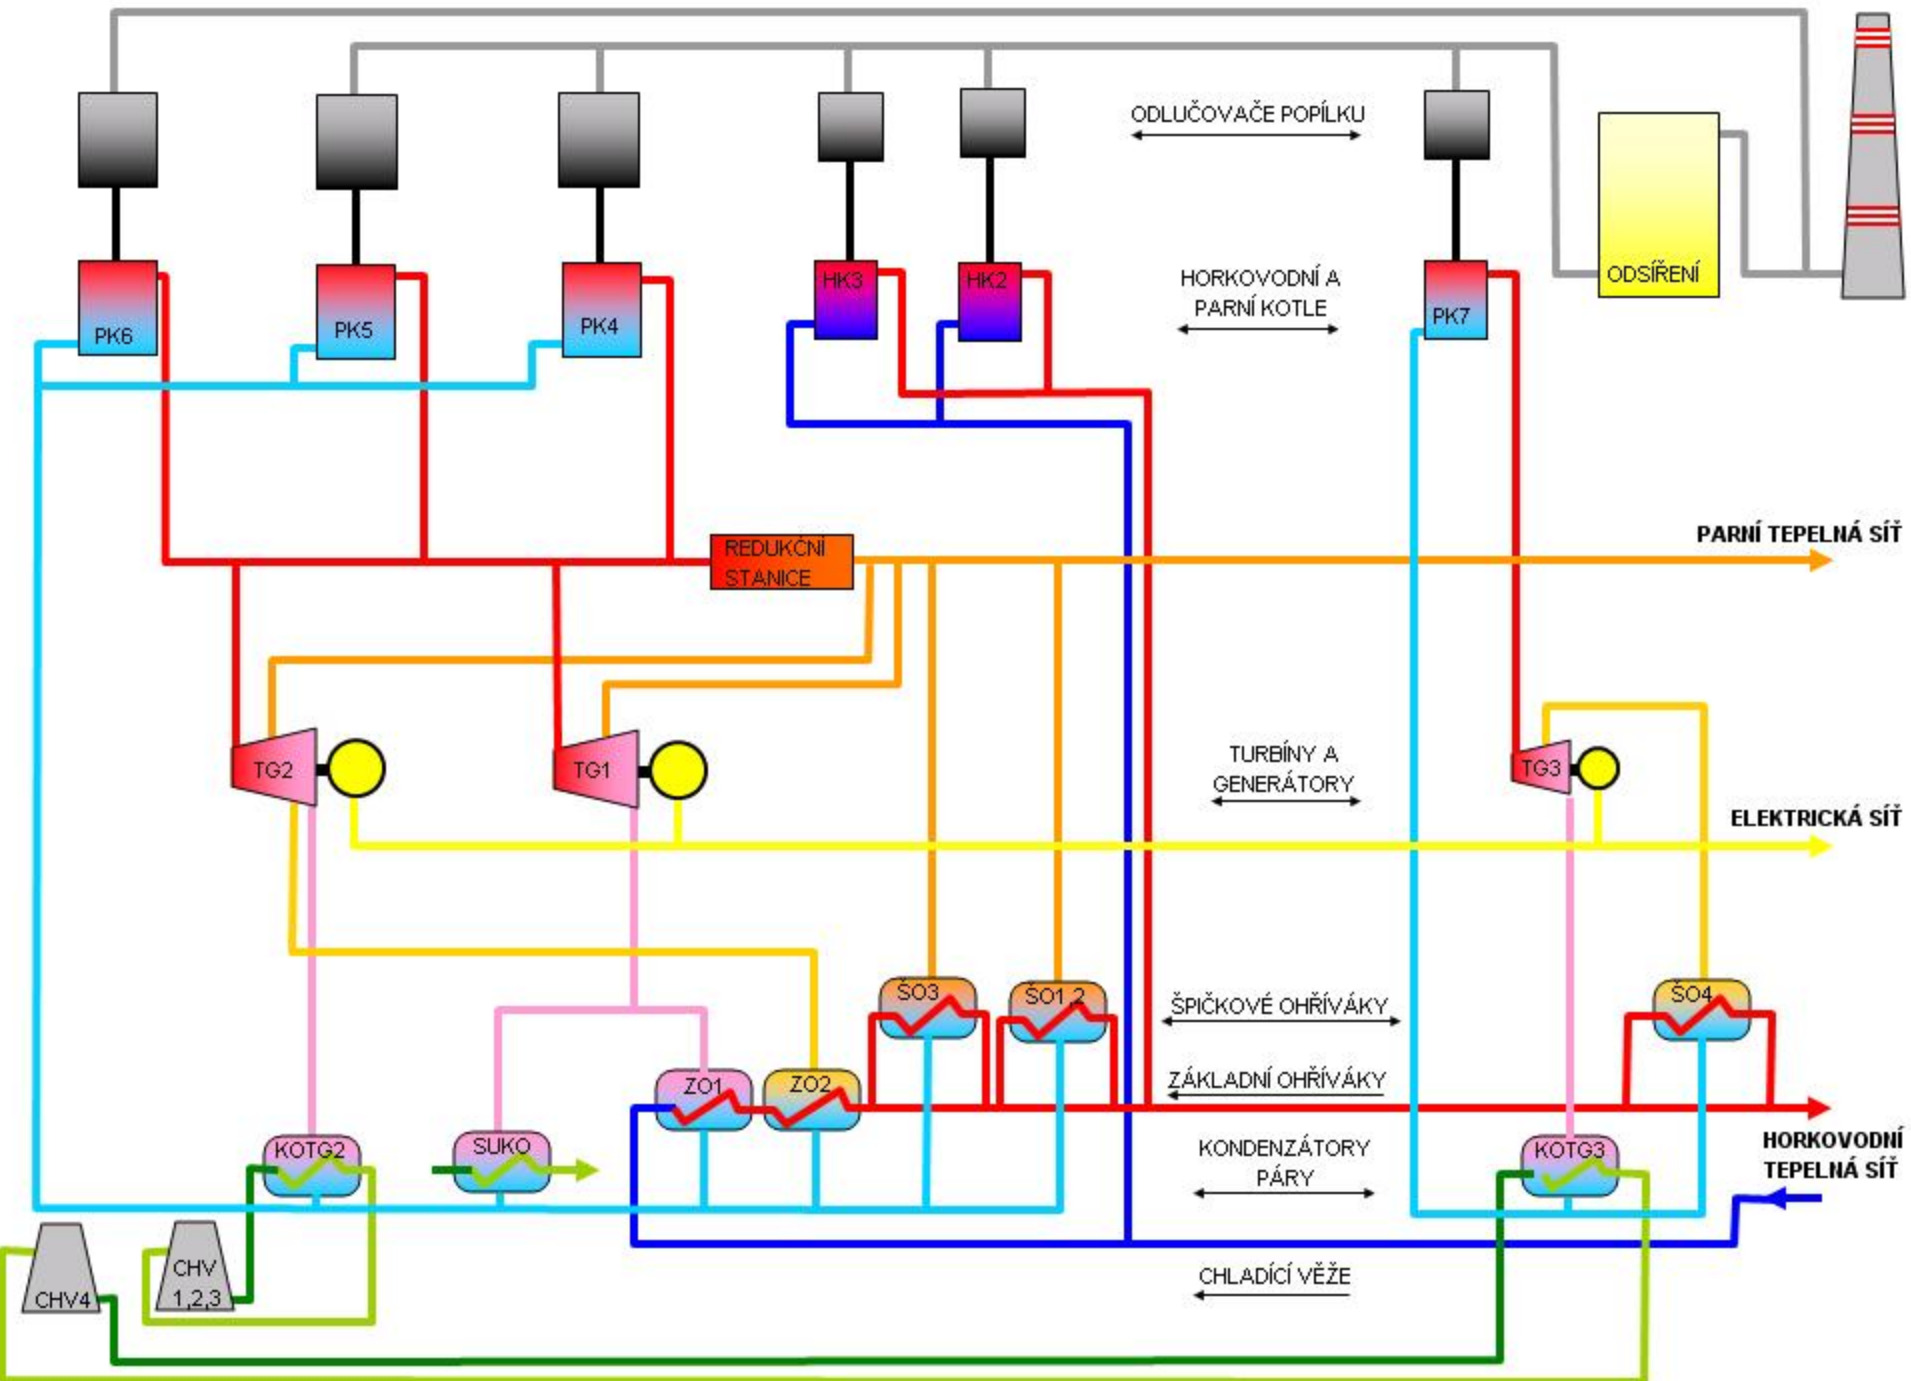 ODLUČOVAČE POPÍLKU
ODSÍŘENÍ
PK6
PK5
PK4
HK3
HK2
HORKOVODNÍ A
PARNÍ KOTLE
PK7
REDUKČNÍ
STANICE
PARNÍ TEPELNÁ SÍŤ
TG2
TG1
TURBÍNY A
GENERÁTORY
TG3
ELEKTRICKÁ SÍŤ
ŠO3
ŠO1,2
ŠPIČKOVÉ OHŘÍVÁKY
ŠO4
ZO1
ZO2
ZÁKLADNÍ OHŘÍVÁKY
KOTG2
SUKO
KONDENZÁTORY
PÁRY
KOTG3
HORKOVODNÍ
TEPELNÁ SÍŤ
CHV4
CHV
1,2,3
CHLADÍCÍ VĚŽE